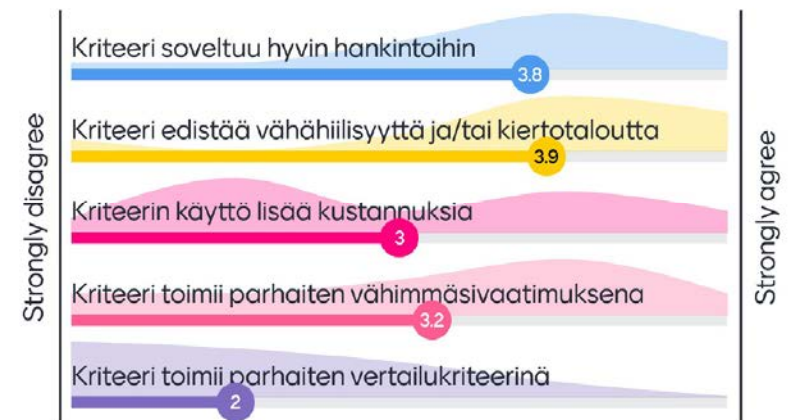 Strongly disagree
Kriteeri soveltuu hyvin hankintoihin
3.8
Kriteeri edistää vähähiilisyyttä ja/tai kiertotaloutta
3.9
Kriteerin käyttö lisää kustannuksia
3
Kriteeri toimii parhaiten vähimmäsivaatimuksena
3.2
Kriteeri toimii parhaiten vertailukriteerinä
2
Strongly agree